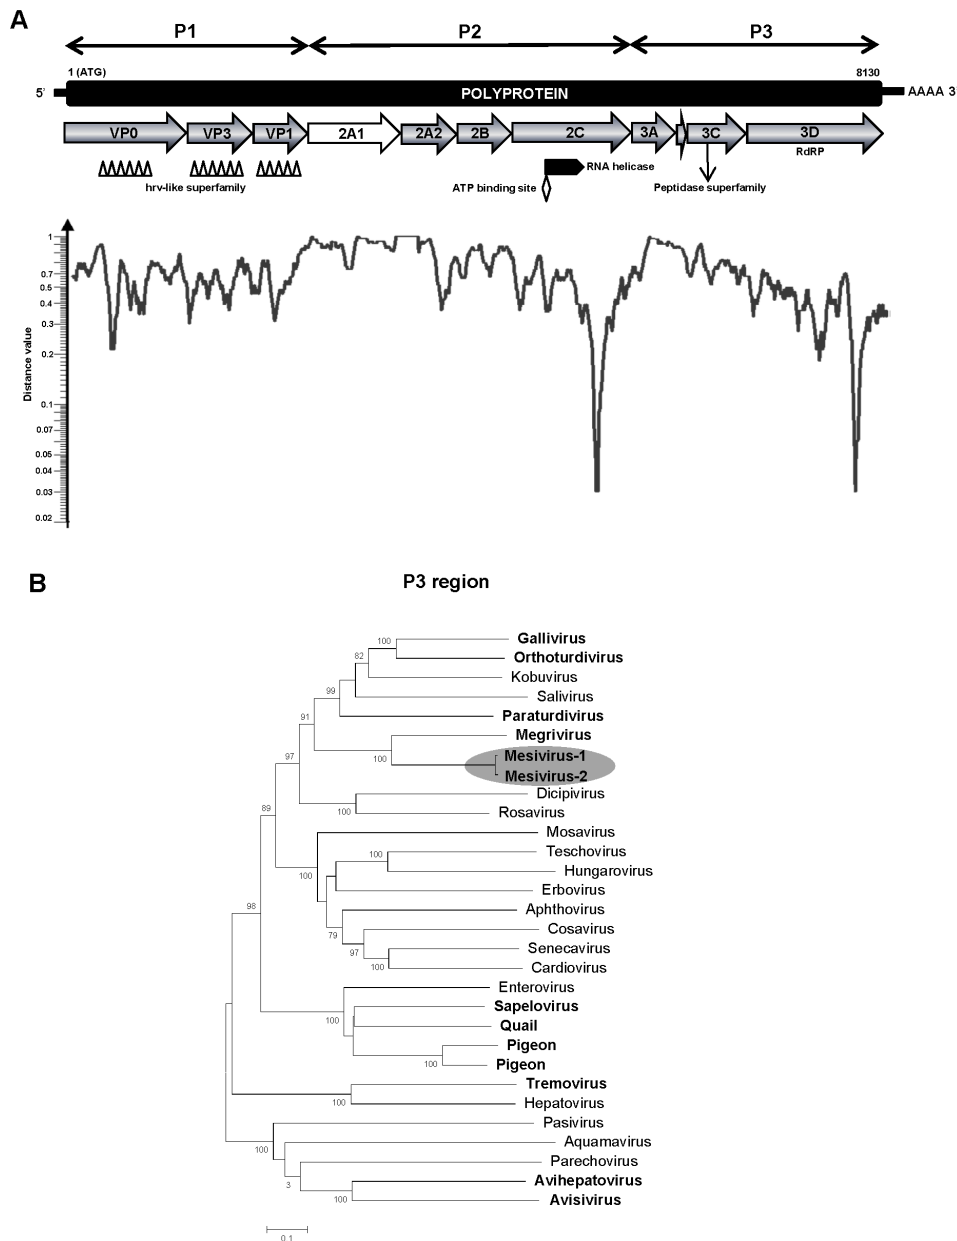 A
P1
P2
P3
1 (ATG)
8130
5'
POLYPROTEIN
AAAA 3'
VP0
VP3
VP1
2A1
2A2
2B
2C
3A
3C
3D
RdRP
hrv-like superfamily
RNA helicase
ATP binding site
Peptidase superfamily
Distance value
1
0.7
0.5
0.4
0.3
0.2
0.1
0.07
0.05
0.04
0.03
0.02
B
P3 region
Gallivirus
100
Orthoturdivirus
82
Kobuvirus
99
Salivirus
Paraturdivirus
91
Megrivirus
100
Mesivirus-1
97
Mesivirus-2
Dicipivirus
100
Rosavirus
89
Mosavirus
100
Teschovirus
100
Hungarovirus
Erbovirus
98
Aphthovirus
79
Cosavirus
97
Senecavirus
100
Cardiovirus
Enterovirus
Sapelovirus
100
Quail
Pigeon
100
Pigeon
Tremovirus
100
Hepatovirus
Pasivirus
100
Aquamavirus
Parechovirus
3
Avihepatovirus
100
Avisivirus
0.1